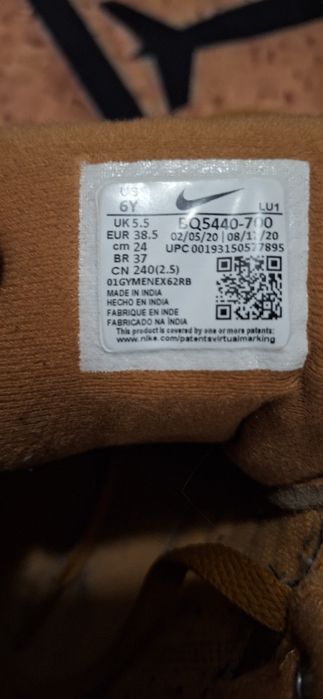 US
6Y
LU1
UK 5.5 BQ5440-700
EUR 38.5 02/05/20 | 08/1 /20
cm 24 UPC 00193150577895
BR 37
CN 240(2.5)
01GYMENEX62RB
MADE IN INDIA
HECHO EN INDIA
FABRIQUE EN INDE
FABRICADO NA ÍNDIA
This product is covered by one or more patents:
www.nike.com/patentsvirtualmarking